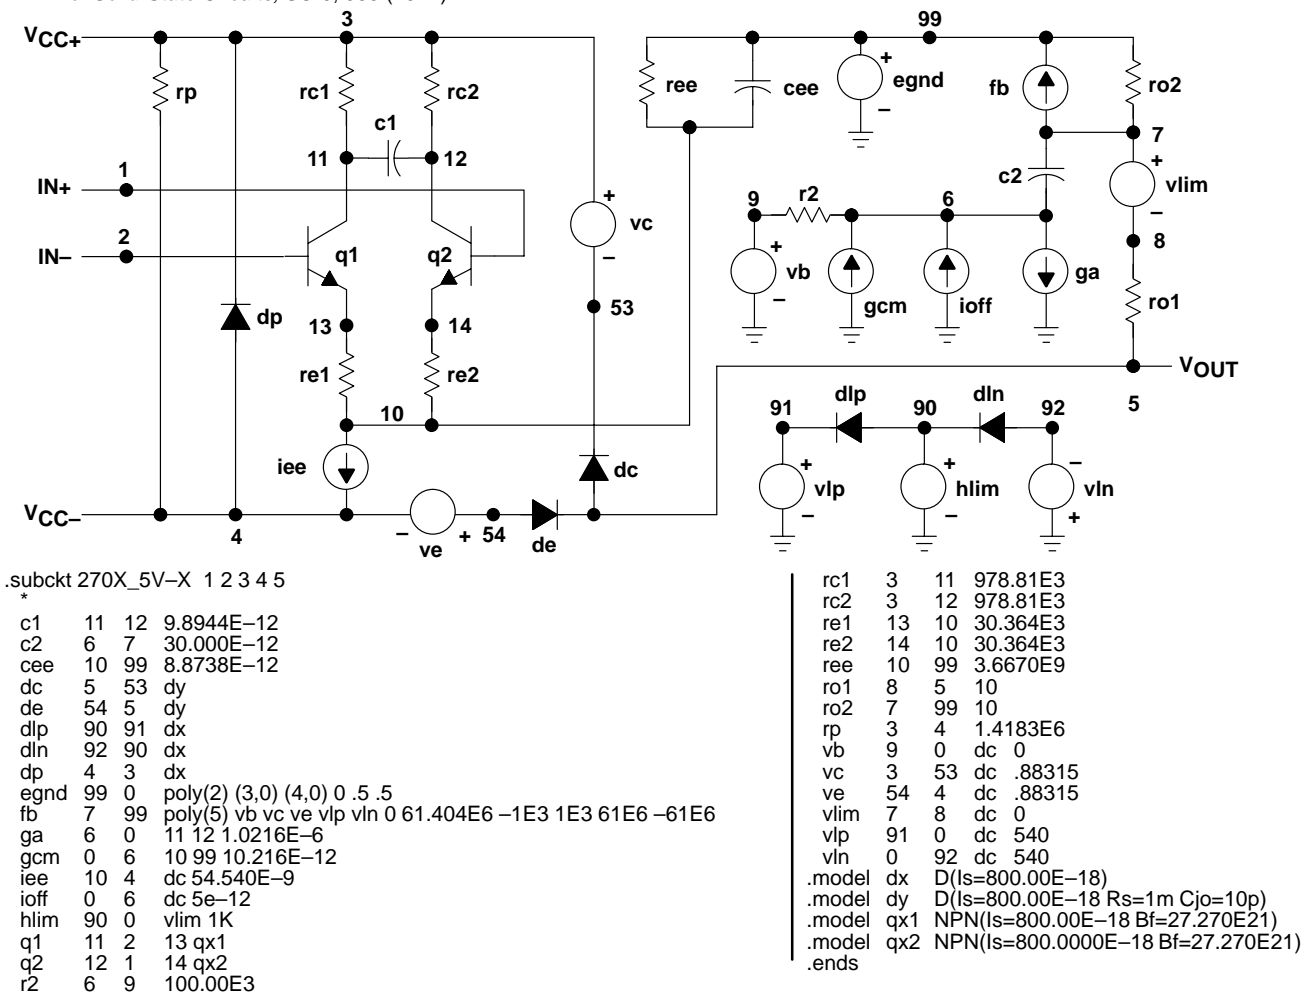 3
99
VCC+
rp
rc1
rc2
ree
cee
egnd
fb
ro2
c1
11
12
7
1
IN+
c2
vlim
9
r2
6
8
2
IN–
q1
q2
vc
vb
gcm
ioff
ga
ro1
dp
13
14
53
re1
re2
VOUT
10
5
91
dlp
90
dln
92
iee
dc
vlp
hlim
vln
VCC–
4
ve
54
de
.subckt 270X_5V–X 1 2 3 4 5
*
c1 11 12 9.8944E–12
c2 6 7 30.000E–12
cee 10 99 8.8738E–12
dc 5 53 dy
de 54 5 dy
dlp 90 91 dx
dln 92 90 dx
dp 4 3 dx
egnd 99 0 poly(2) (3,0) (4,0) 0 .5 .5
fb 7 99 poly(5) vb vc ve vlp vln 0 61.404E6 –1E3 1E3 61E6 –61E6
ga 6 0 11 12 1.0216E–6
gcm 0 6 10 99 10.216E–12
iee 10 4 dc 54.540E–9
ioff 0 6 dc 5e–12
hlim 90 0 vlim 1K
q1 11 2 13 qx1
q2 12 1 14 qx2
r2 6 9 100.00E3
rc1 3 11 978.81E3
rc2 3 12 978.81E3
re1 13 10 30.364E3
re2 14 10 30.364E3
ree 10 99 3.6670E9
ro1 8 5 10
ro2 7 99 10
rp 3 4 1.4183E6
vb 9 0 dc 0
vc 3 53 dc .88315
ve 54 4 dc .88315
vlim 7 8 dc 0
vlp 91 0 dc 540
vln 0 92 dc 540
.model dx D(Is=800.00E–18)
.model dy D(Is=800.00E–18 Rs=1m Cjo=10p)
.model qx1 NPN(Is=800.00E–18 Bf=27.270E21)
.model qx2 NPN(Is=800.0000E–18 Bf=27.270E21)
.ends